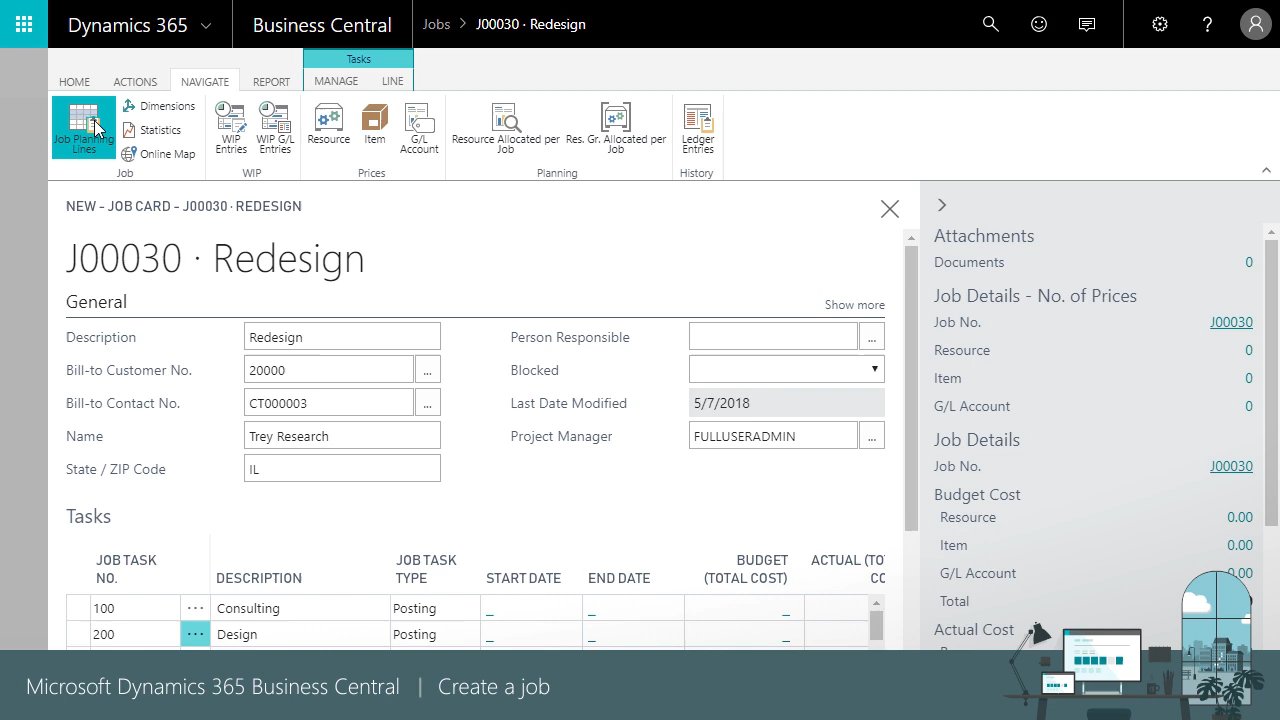 Dynamics 365
Business Central
Jobs > J00030 · Redesign
Tasks
HOME ACTIONS NAVIGATE REPORT MANAGE LINE
Job Planning Lines
Dimensions
Statistics
Online Map
WIP Entries
WIP G/L Entries
Resource
Item
G/L Account
Resource Allocated per Job
Res. Gr. Allocated per Job
Ledger Entries
Job WIP Prices Planning History
NEW - JOB CARD - J00030 · REDESIGN
J00030 · Redesign
General
Show more
Description Redesign
Bill-to Customer No. 20000 ...
Bill-to Contact No. CT000003 ...
Name Trey Research
State / ZIP Code IL
Person Responsible ...
Blocked
Last Date Modified 5/7/2018
Project Manager FULLUSERADMIN ...
Tasks
JOB TASK NO. DESCRIPTION JOB TASK TYPE START DATE END DATE BUDGET (TOTAL COST) ACTUAL (TO
100 ... Consulting Posting _ _ _
200 ... Design Posting _ _ _
Attachments
Documents 0
Job Details - No. of Prices
Job No. J00030
Resource 0
Item 0
G/L Account 0
Job Details
Job No. J00030
Budget Cost
Resource 0.00
Item 0.00
G/L Account 0.00
Total
Actual Cost
Microsoft Dynamics 365 Business Central | Create a job